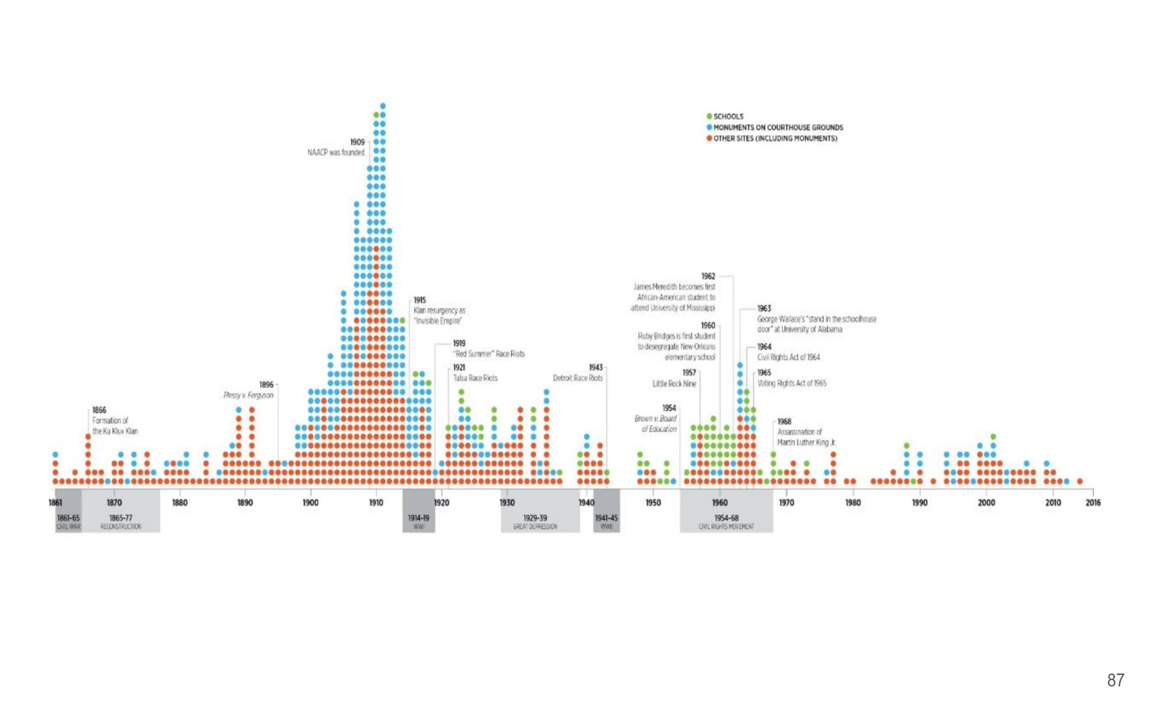 SCHOOLS
MONUMENTS ON COURTHOUSE GROUNDS
OTHER SITES (INCLUDING MONUMENTS)
1909
NAACP was founded
1866
Formation of
the Ku Klux Klan
1896
Plessy v. Ferguson
1915
Klan resurgency as
"Invisible Empire"
1919
"Red Summer" Race Riots
1921
Tulsa Race Riots
1943
Detroit Race Riots
1954
Brown v. Board
of Education
1957
Little Rock Nine
1960
Ruby Bridges is first student
to desegregate New Orleans
elementary school
1962
James Meredith becomes first
African-American student to
attend University of Mississippi
1963
George Wallace's "stand in the schoolhouse
door" at University of Alabama
1964
Civil Rights Act of 1964
1965
Voting Rights Act of 1965
1968
Assassination of
Martin Luther King Jr.
1861 1870 1880 1890 1900 1910 1920 1930 1940 1950 1960 1970 1980 1990 2000 2010 2016
1861-65
CIVIL WAR
1865-77
RECONSTRUCTION
1914-19
WWI
1929-39
GREAT DEPRESSION
1941-45
WWII
1954-68
CIVIL RIGHTS MOVEMENT
87